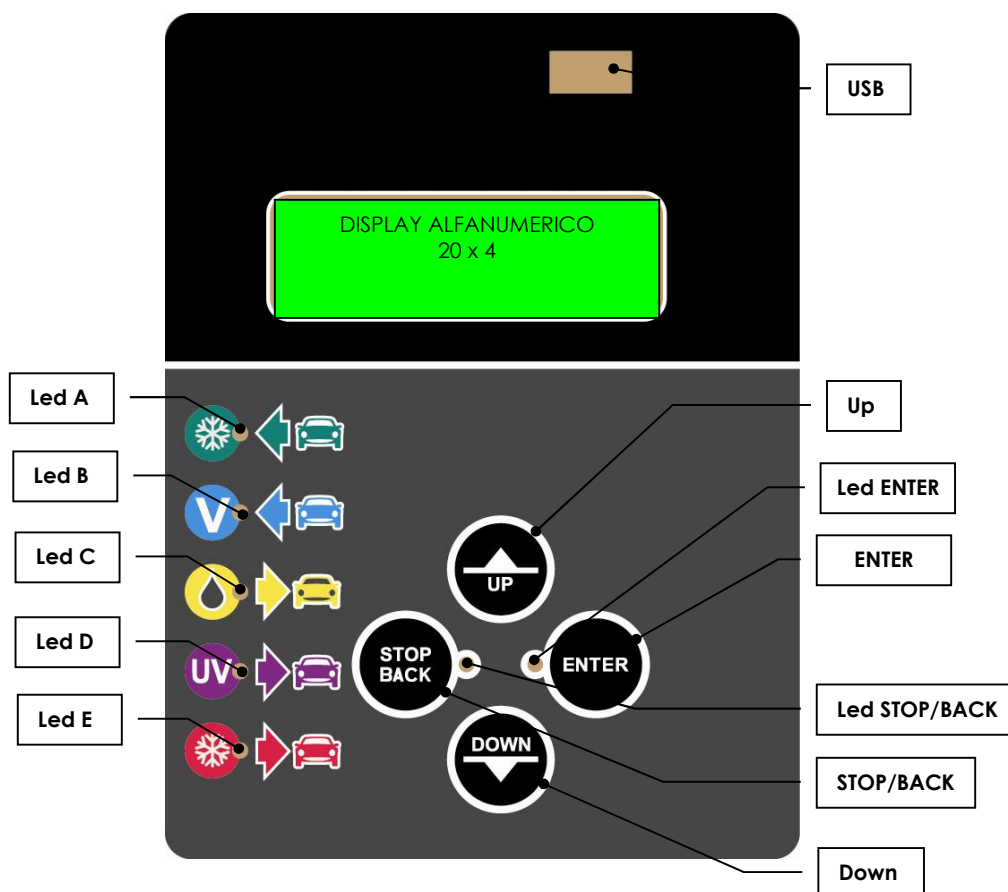 USB
DISPLAY ALFANUMERICO
20 x 4
Led A
Led B
Led C
Led D
Led E
V
UV
UP
STOP
BACK
ENTER
DOWN
Up
Led ENTER
ENTER
Led STOP/BACK
STOP/BACK
Down